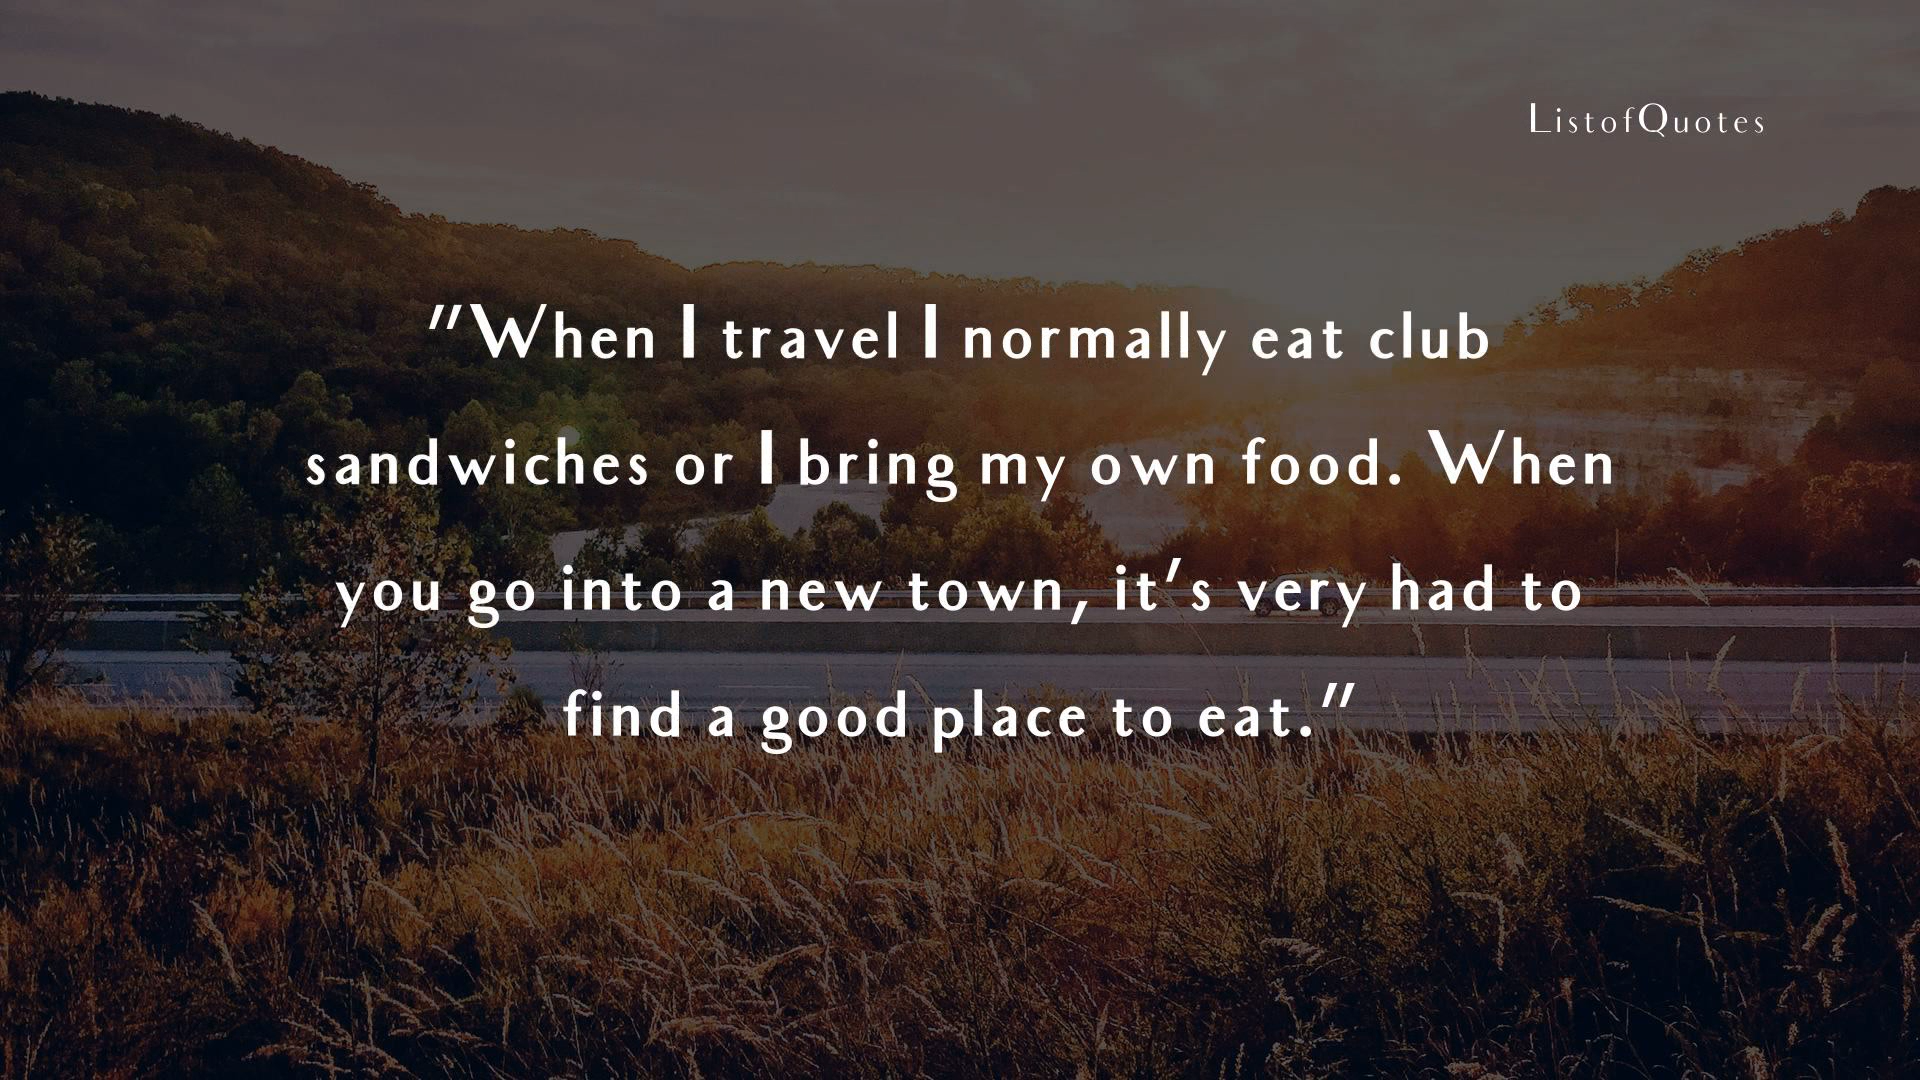 ListofQuotes
"When I travel I normally eat club
sandwiches or I bring my own food. When
you go into a new town, it's very had to
find a good place to eat."